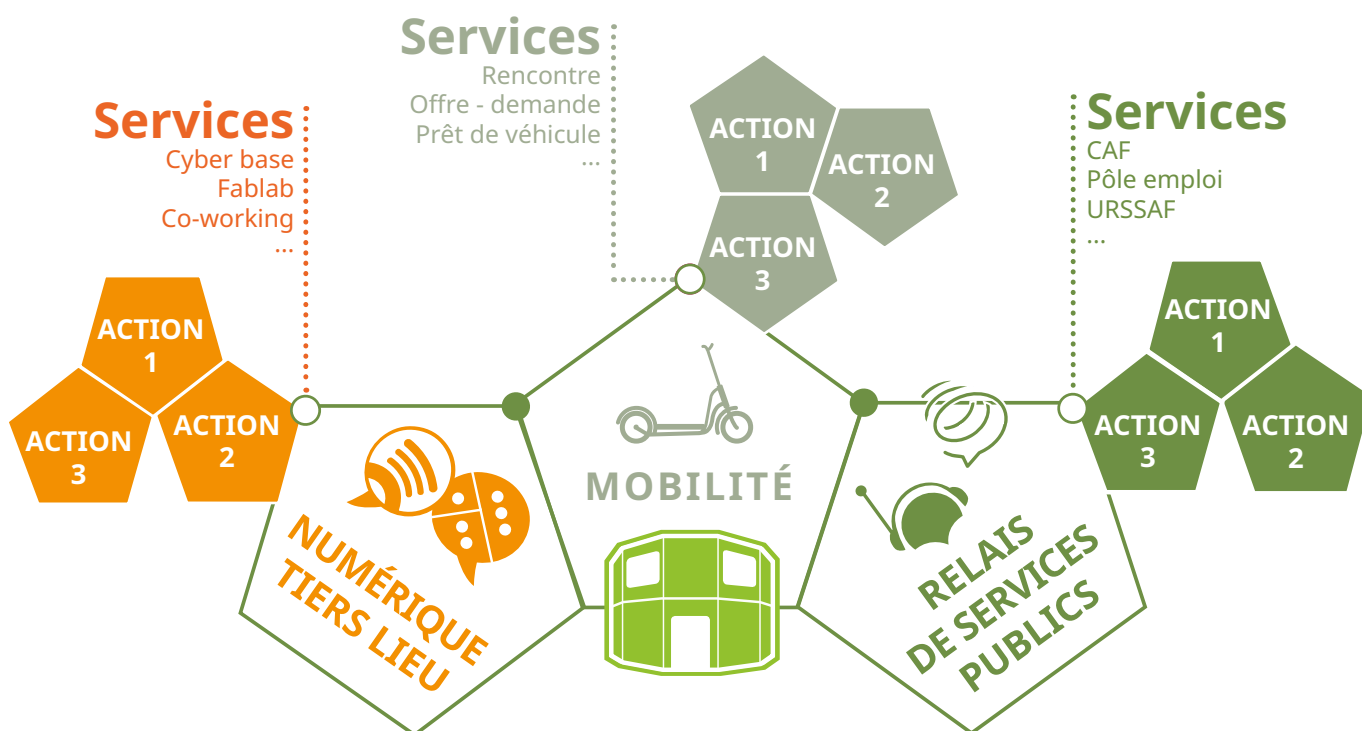 Services
Rencontre
Offre - demande
Prêt de véhicule
...
Services
Cyber base
Fablab
Co-working
...
Services
CAF
Pôle emploi
URSSAF
...
ACTION
1
ACTION
2
ACTION
3
ACTION
1
ACTION
2
ACTION
3
ACTION
1
ACTION
2
ACTION
3
MOBILITÉ
NUMÉRIQUE
TIERS LIEU
RELAIS
DE SERVICES
PUBLICS